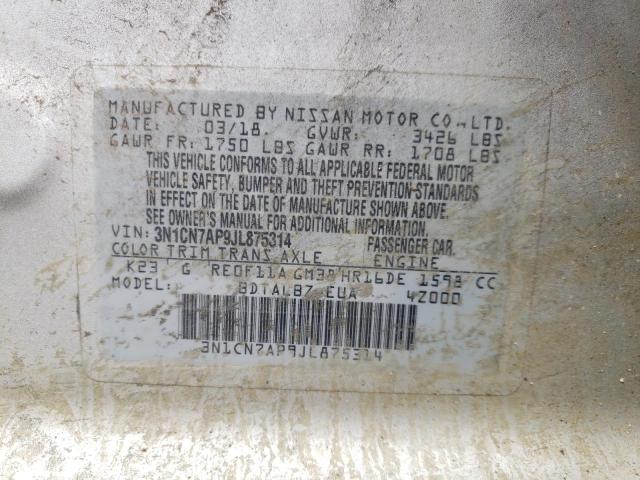 MANUFACTURED BY NISSAN MOTOR CO., LTD.
DATE: 03/18. GVWR: 3426 LBS
GAWR FR: 1750 LBS GAWR RR: 1708 LBS
THIS VEHICLE CONFORMS TO ALL APPLICABLE FEDERAL MOTOR
VEHICLE SAFETY, BUMPER AND THEFT PREVENTION STANDARDS
IN EFFECT ON THE DATE OF MANUFACTURE SHOWN ABOVE.
SEE OWNER'S MANUAL FOR ADDITIONAL INFORMATION.
VIN: 3N1CN7AP9JL875314 PASSENGER CAR
COLOR TRIM TRANS AXLE ENGINE
K23 G RE0F11A GM38 HR16DE 1598 CC
MODEL: BDTALB7 EUA 4Z000
3N1CN7AP9JL875314